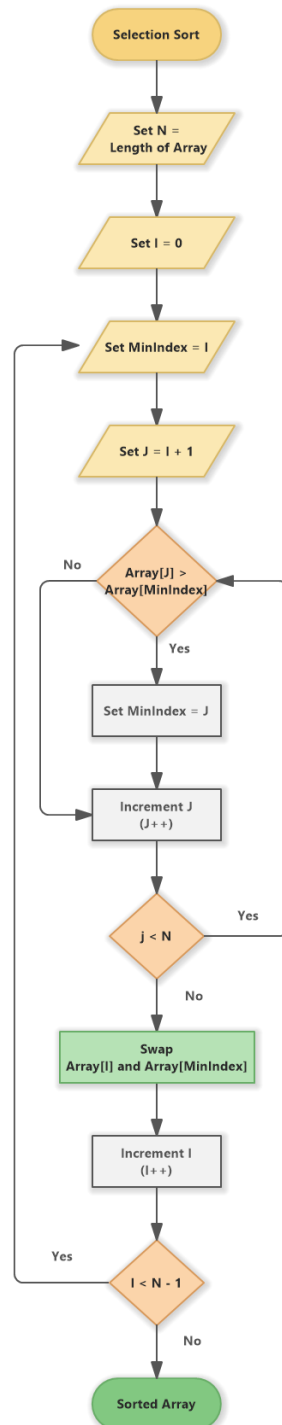 Selection Sort
Set N =
Length of Array
Set I = 0
Set MinIndex = I
Set J = I + 1
Array[J] >
Array[MinIndex]
No
Yes
Set MinIndex = J
Increment J
(J++)
j < N
Yes
No
Swap
Array[I] and Array[MinIndex]
Increment I
(I++)
Yes
I < N - 1
No
Sorted Array